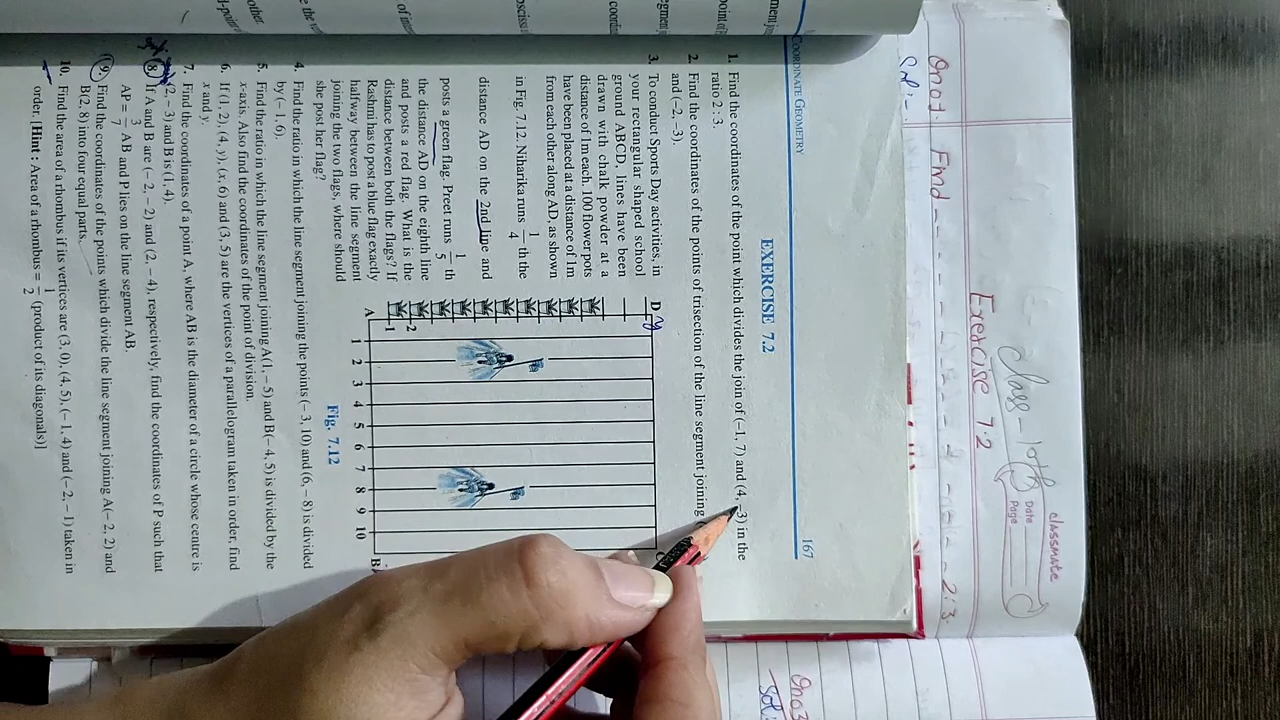 COORDINATE GEOMETRY 167
EXERCISE 7.2
1. Find the coordinates of the point which divides the join of (– 1, 7) and (4, – 3) in the
ratio 2 : 3.
2. Find the coordinates of the points of trisection of the line segment joining
and (–2, –3).
3. To conduct Sports Day activities, in
your rectangular shaped school
ground ABCD, lines have been
drawn with chalk powder at a
distance of 1m each. 100 flower pots
have been placed at a distance of 1m
from each other along AD, as shown
in Fig. 7.12. Niharika runs 1/4 th the
distance AD on the 2nd line and
posts a green flag. Preet runs 1/5 th
the distance AD on the eighth line
and posts a red flag. What is the
distance between both the flags? If
Rashmi has to post a blue flag exactly
halfway between the line segment
joining the two flags, where should
she post her flag?
D y
2
1
A
1 2 3 4 5 6 7 8 9 10
B
Fig. 7.12
4. Find the ratio in which the line segment joining the points (– 3, 10) and (6, – 8) is divided
by (– 1, 6).
5. Find the ratio in which the line segment joining A(1, – 5) and B(– 4, 5) is divided by the
x-axis. Also find the coordinates of the point of division.
6. If (1, 2), (4, y), (x, 6) and (3, 5) are the vertices of a parallelogram taken in order, find
x and y.
7. Find the coordinates of a point A, where AB is the diameter of a circle whose centre is
(2, – 3) and B is (1, 4).
8. If A and B are (– 2, – 2) and (2, – 4), respectively, find the coordinates of P such that
AP = 3/7 AB and P lies on the line segment AB.
9. Find the coordinates of the points which divide the line segment joining A(– 2, 2) and
B(2, 8) into four equal parts.
10. Find the area of a rhombus if its vertices are (3, 0), (4, 5), (– 1, 4) and (– 2, – 1) taken in
order. [Hint : Area of a rhombus = 1/2 (product of its diagonals)]
classmate
Date
Page
Class - 10th
Exercise 7.2
Qno1. Find - - - - - - 2:3.
Sol:-
Qno3
Sol: